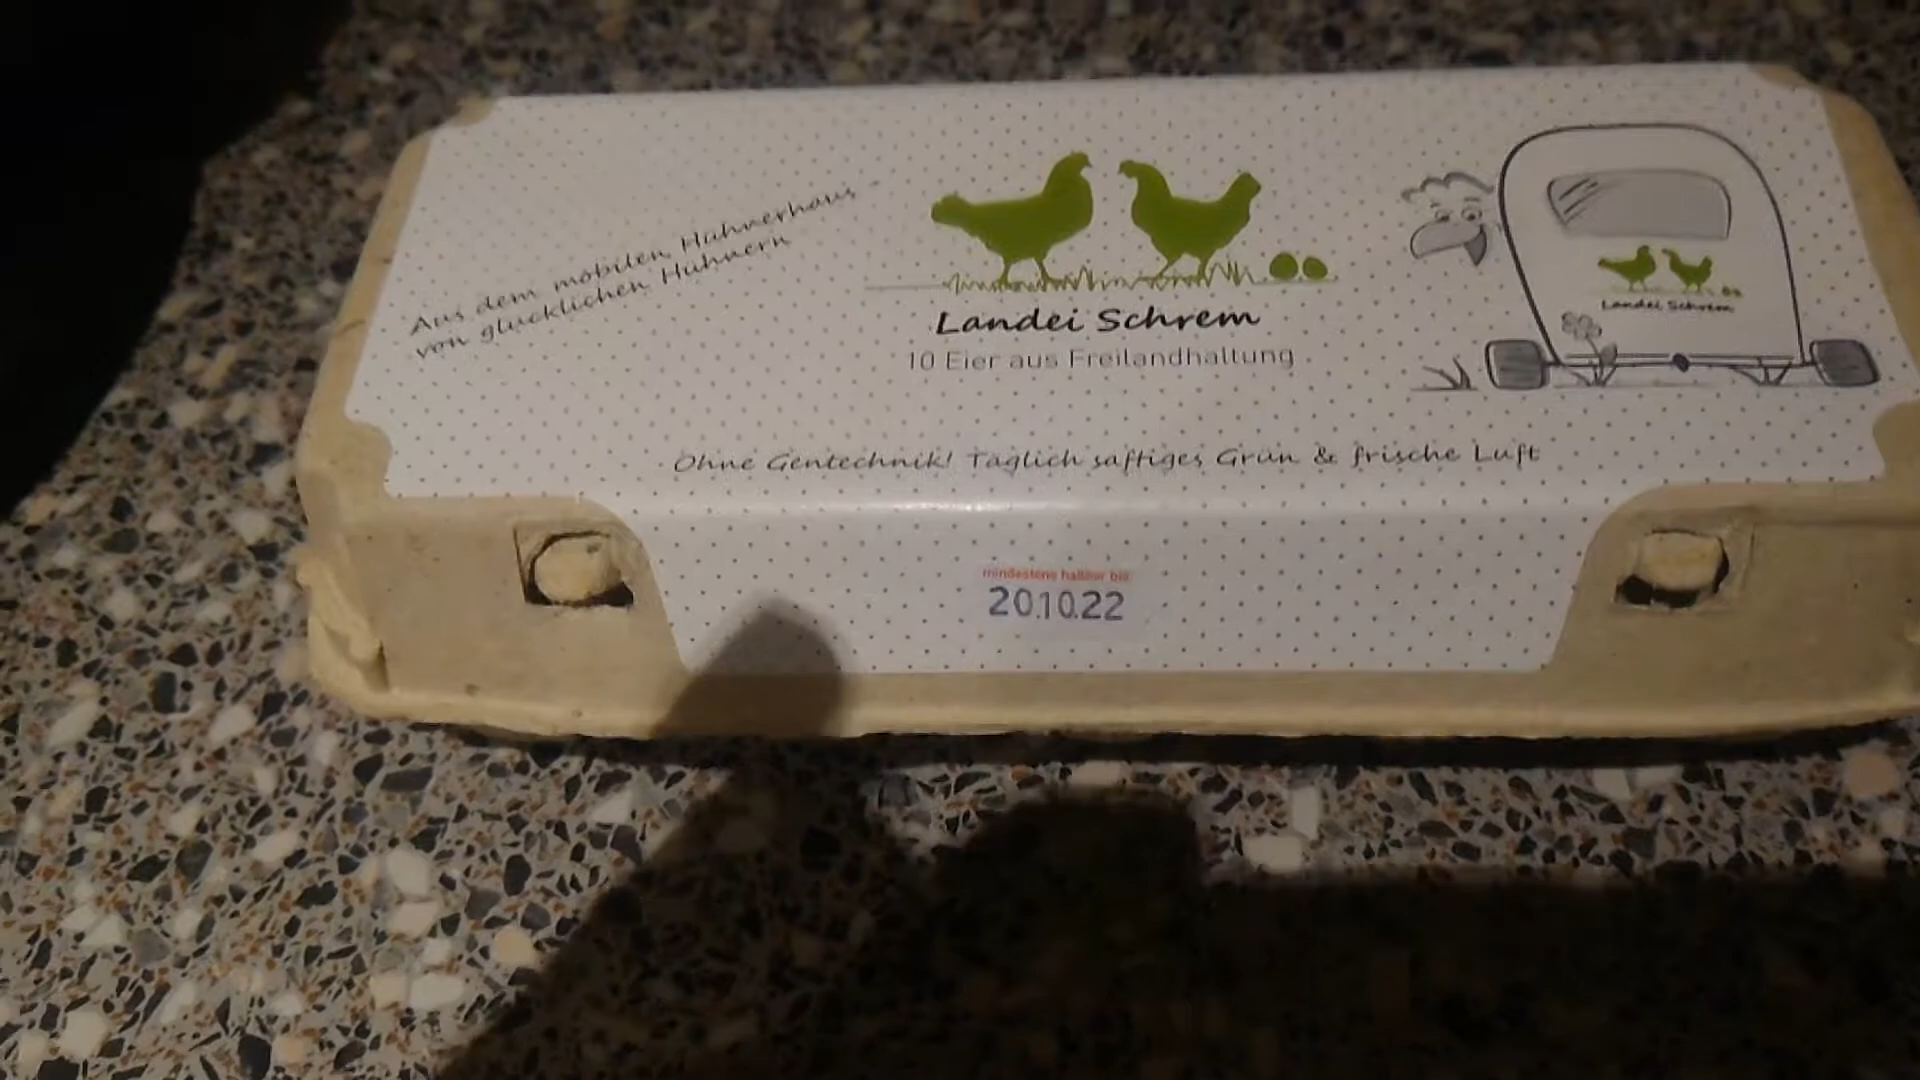 Aus dem mobilen Hühnerhaus
von glücklichen Hühnern
Landei Schrem
10 Eier aus Freilandhaltung
Landei Schrem
Ohne Gentechnik! Täglich saftiges Grün & frische Luft
mindestens haltbar bis
20.10.22